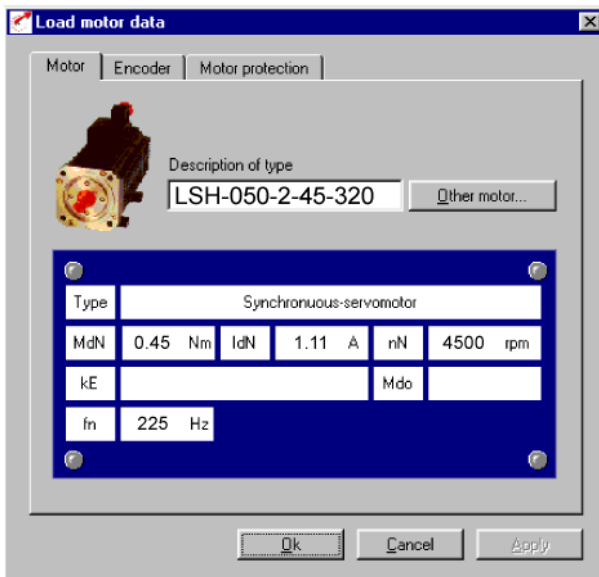 Load motor data
Motor Encoder Motor protection
Description of type
LSH-050-2-45-320 Other motor...
Type Synchronuous-servomotor
MdN 0.45 Nm IdN 1.11 A nN 4500 rpm
kE Mdo
fn 225 Hz
Ok Cancel Apply